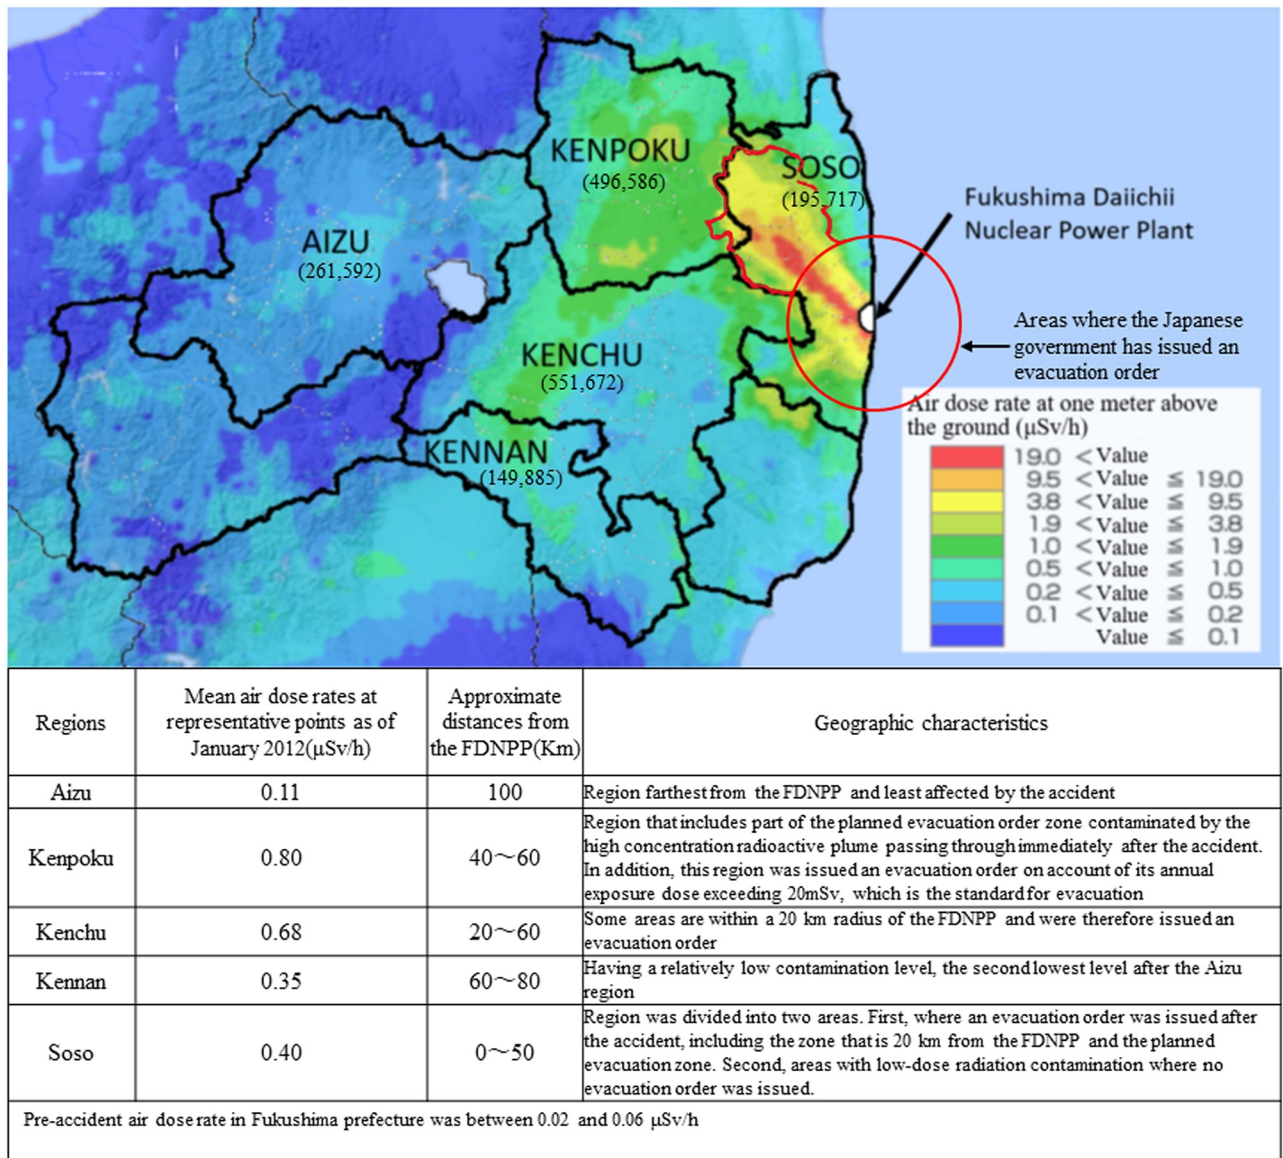 KENPOKU
(496,586)
SOSO
(195,717)
Fukushima Daiichii
Nuclear Power Plant
AIZU
(261,592)
Areas where the Japanese
government has issued an
evacuation order
KENCHU
(551,672)
KENNAN
(149,885)
Air dose rate at one meter above
the ground (μSv/h)
19.0 < Value
9.5 < Value ≦ 19.0
3.8 < Value ≦ 9.5
1.9 < Value ≦ 3.8
1.0 < Value ≦ 1.9
0.5 < Value ≦ 1.0
0.2 < Value ≦ 0.5
0.1 < Value ≦ 0.2
Value ≦ 0.1
Regions
Mean air dose rates at
representative points as of
January 2012(μSv/h)
Approximate
distances from
the FDNPP(Km)
Geographic characteristics
Aizu
0.11
100
Region farthest from the FDNPP and least affected by the accident
Kenpoku
0.80
40～60
Region that includes part of the planned evacuation order zone contaminated by the
high concentration radioactive plume passing through immediately after the accident.
In addition, this region was issued an evacuation order on account of its annual
exposure dose exceeding 20mSv, which is the standard for evacuation
Kenchu
0.68
20～60
Some areas are within a 20 km radius of the FDNPP and were therefore issued an
evacuation order
Kennan
0.35
60～80
Having a relatively low contamination level, the second lowest level after the Aizu
region
Soso
0.40
0～50
Region was divided into two areas. First, where an evacuation order was issued after
the accident, including the zone that is 20 km from the FDNPP and the planned
evacuation zone. Second, areas with low-dose radiation contamination where no
evacuation order was issued.
Pre-accident air dose rate in Fukushima prefecture was between 0.02 and 0.06 μSv/h